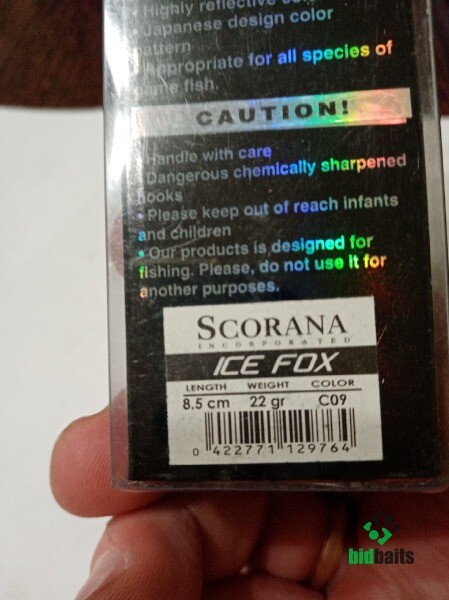 • Highly reflective
• Japanese design color
pattern
• Appropriate for all species of
game fish.
CAUTION!
• Handle with care
• Dangerous chemically sharpened
hooks
• Please keep out of reach infants
and children
• Our products is designed for
fishing. Please, do not use it for
another purposes.
SCORANA
INCORPORATED
ICE FOX
LENGTH WEIGHT COLOR
8.5 cm 22 gr C09
0 422771 129764
bidbaits